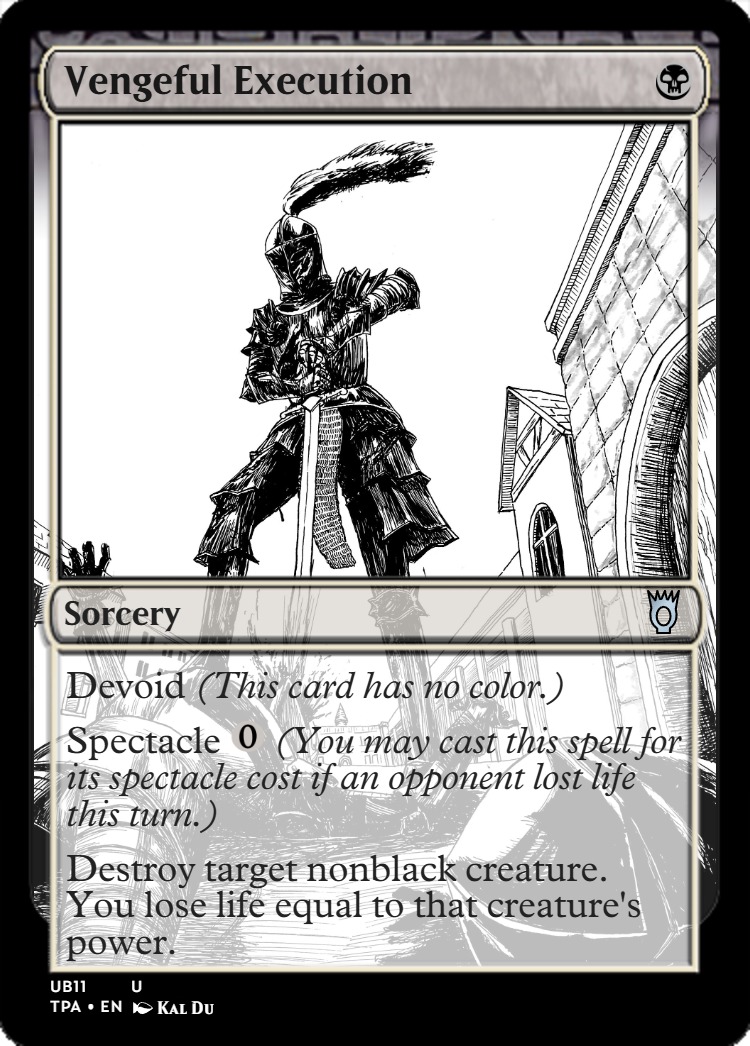 Vengeful Execution
Sorcery
Devoid (This card has no color.)
Spectacle 0 (You may cast this spell for
its spectacle cost if an opponent lost life
this turn.)
Destroy target nonblack creature.
You lose life equal to that creature's
power.
UB11 U
TPA • EN Kal Du